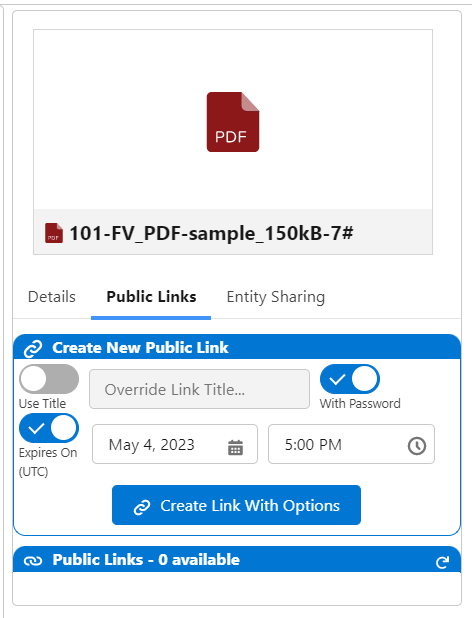 PDF
PDF 101-FV_PDF-sample_150kB-7#
Details Public Links Entity Sharing
Create New Public Link
Override Link Title...
Use Title With Password
May 4, 2023 5:00 PM
Expires On
(UTC)
Create Link With Options
Public Links - 0 available